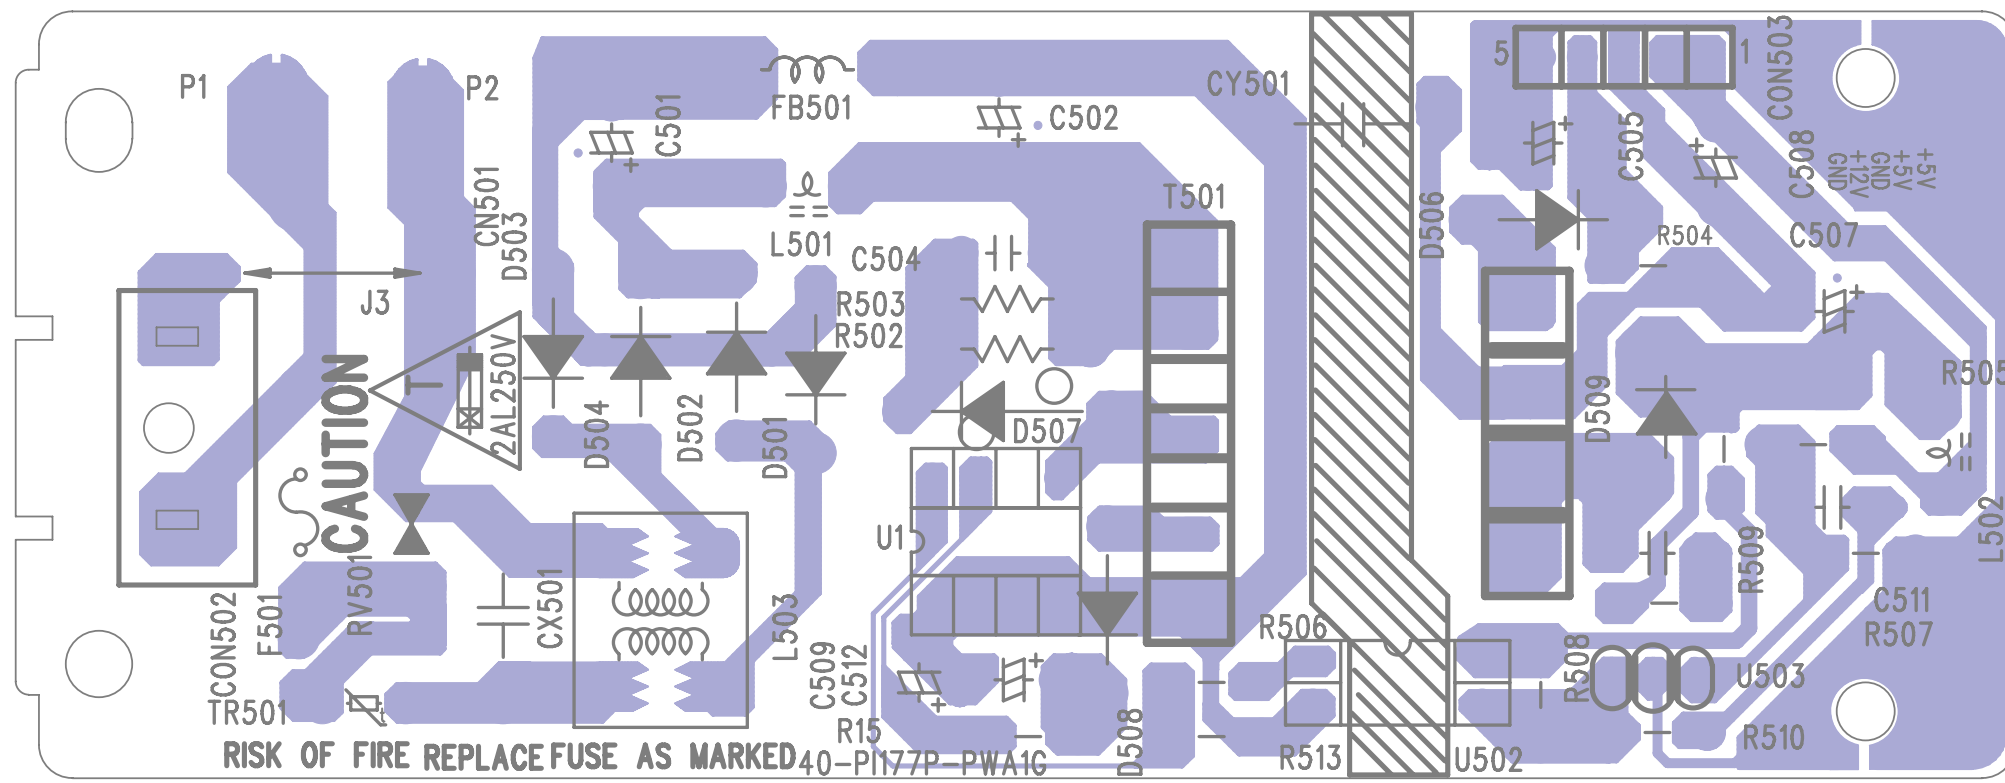 P1
P2
FB501
C501
C502
CY501
5
1
CON503
C505
C508
GND
+12V
GND
+5V
+5V
CN501
D503
L501
T501
D506
R504
C507
C504
R503
R502
J3
CAUTION
T
2AL250V
D504
D502
D501
D507
D509
R505
U1
L502
R509
TCON502
F501
RV501
CX501
L503
C509
C512
R506
R508
C511
R507
U503
TR501
t
R15
D508
R513
U502
R510
RISK OF FIRE REPLACE FUSE AS MARKED
40-PI177P-PWA1G